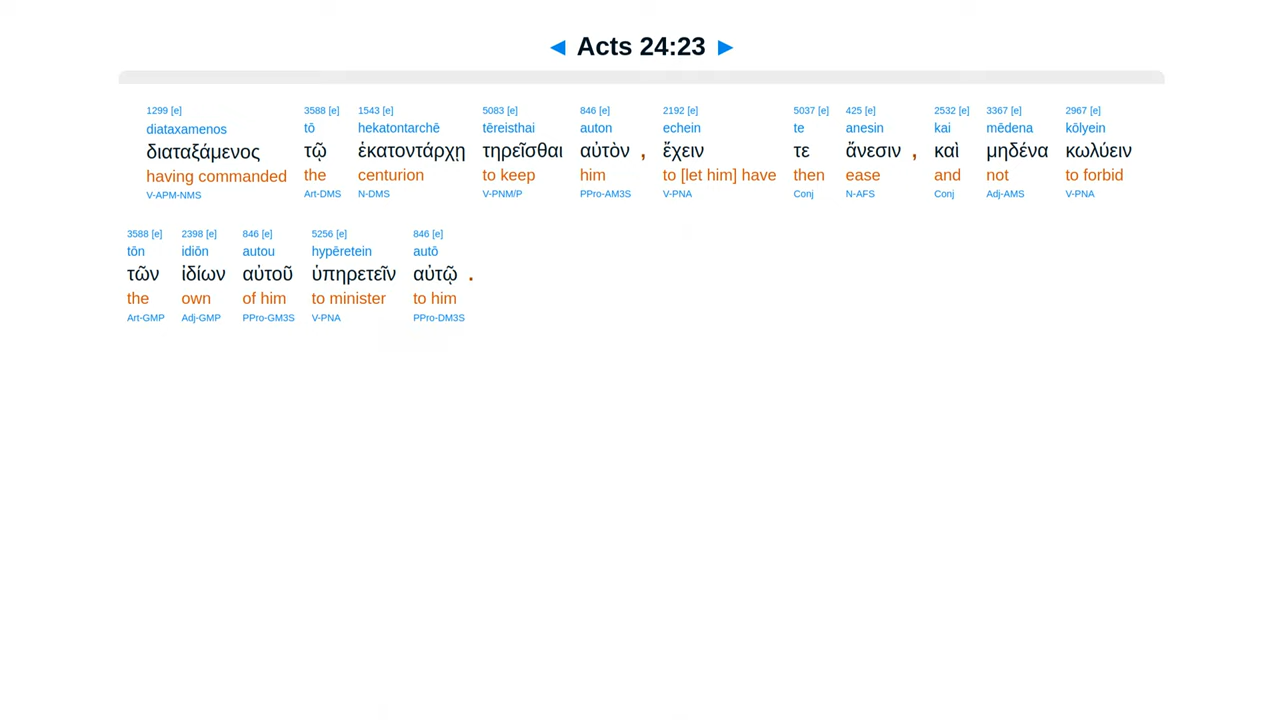 ◄ Acts 24:23 ►
1299 [e] 3588 [e] 1543 [e] 5083 [e] 846 [e] 2192 [e] 5037 [e] 425 [e] 2532 [e] 3367 [e] 2967 [e]
diataxamenos tō hekatontarchē tēreisthai auton echein te anesin kai mēdena kōlyein
διαταξάμενος τῷ ἑκατοντάρχῃ τηρεῖσθαι αὐτὸν , ἔχειν τε ἄνεσιν , καὶ μηδένα κωλύειν
having commanded the centurion to keep him to [let him] have then ease and not to forbid
V-APM-NMS Art-DMS N-DMS V-PNM/P PPro-AM3S V-PNA Conj N-AFS Conj Adj-AMS V-PNA
3588 [e] 2398 [e] 846 [e] 5256 [e] 846 [e]
tōn idiōn autou hypēretein autō
τῶν ἰδίων αὐτοῦ ὑπηρετεῖν αὐτῷ .
the own of him to minister to him
Art-GMP Adj-GMP PPro-GM3S V-PNA PPro-DM3S